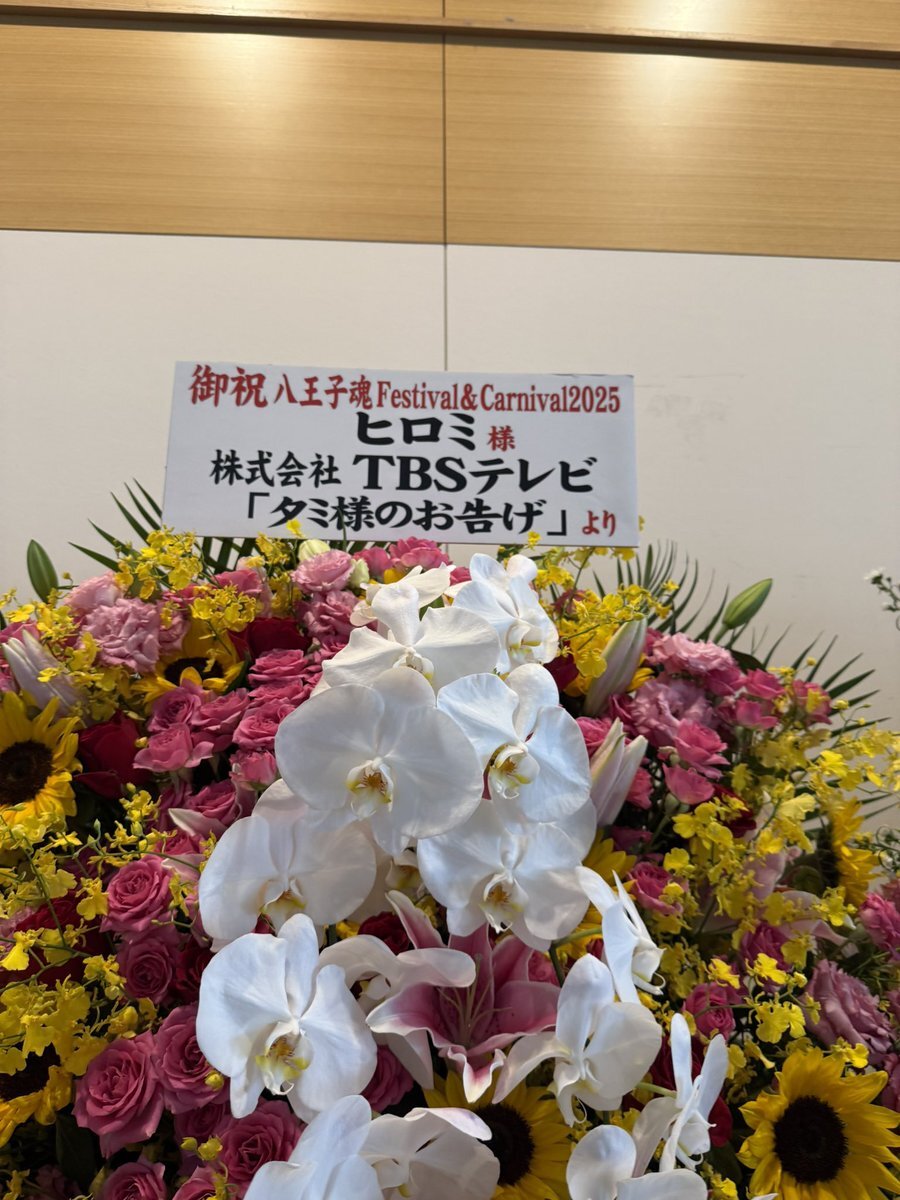 御祝 八王子魂 Festival&Carnival2025
ヒロミ 様
株式会社 TBSテレビ
「タミ様のお告げ」より